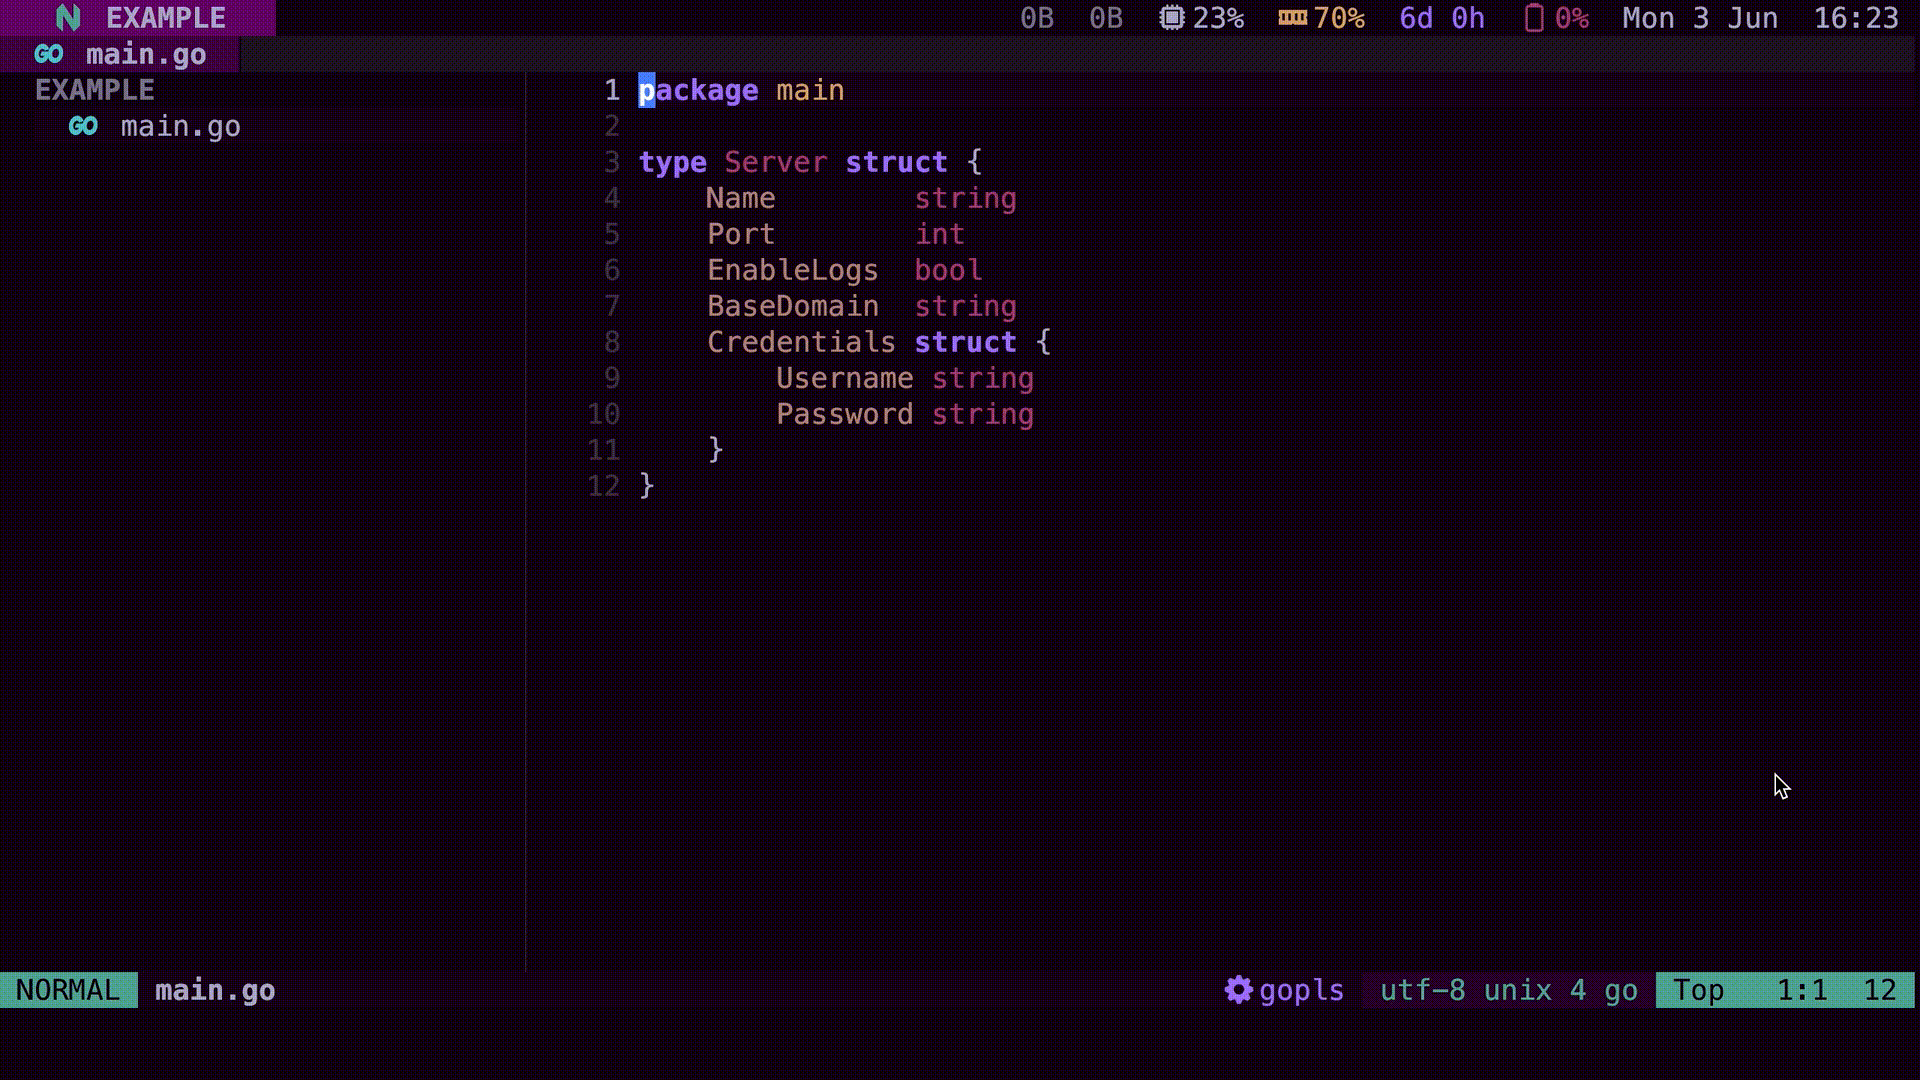 N EXAMPLE 0B 0B 23% 70% 6d 0h 0% Mon 3 Jun 16:23
GO main.go
EXAMPLE
GO main.go
1 package main
2
3 type Server struct {
4     Name         string
5     Port         int
6     EnableLogs  bool
7     BaseDomain  string
8     Credentials struct {
9         Username string
10         Password string
11     }
12 }
NORMAL main.go gopls utf-8 unix 4 go Top 1:1 12